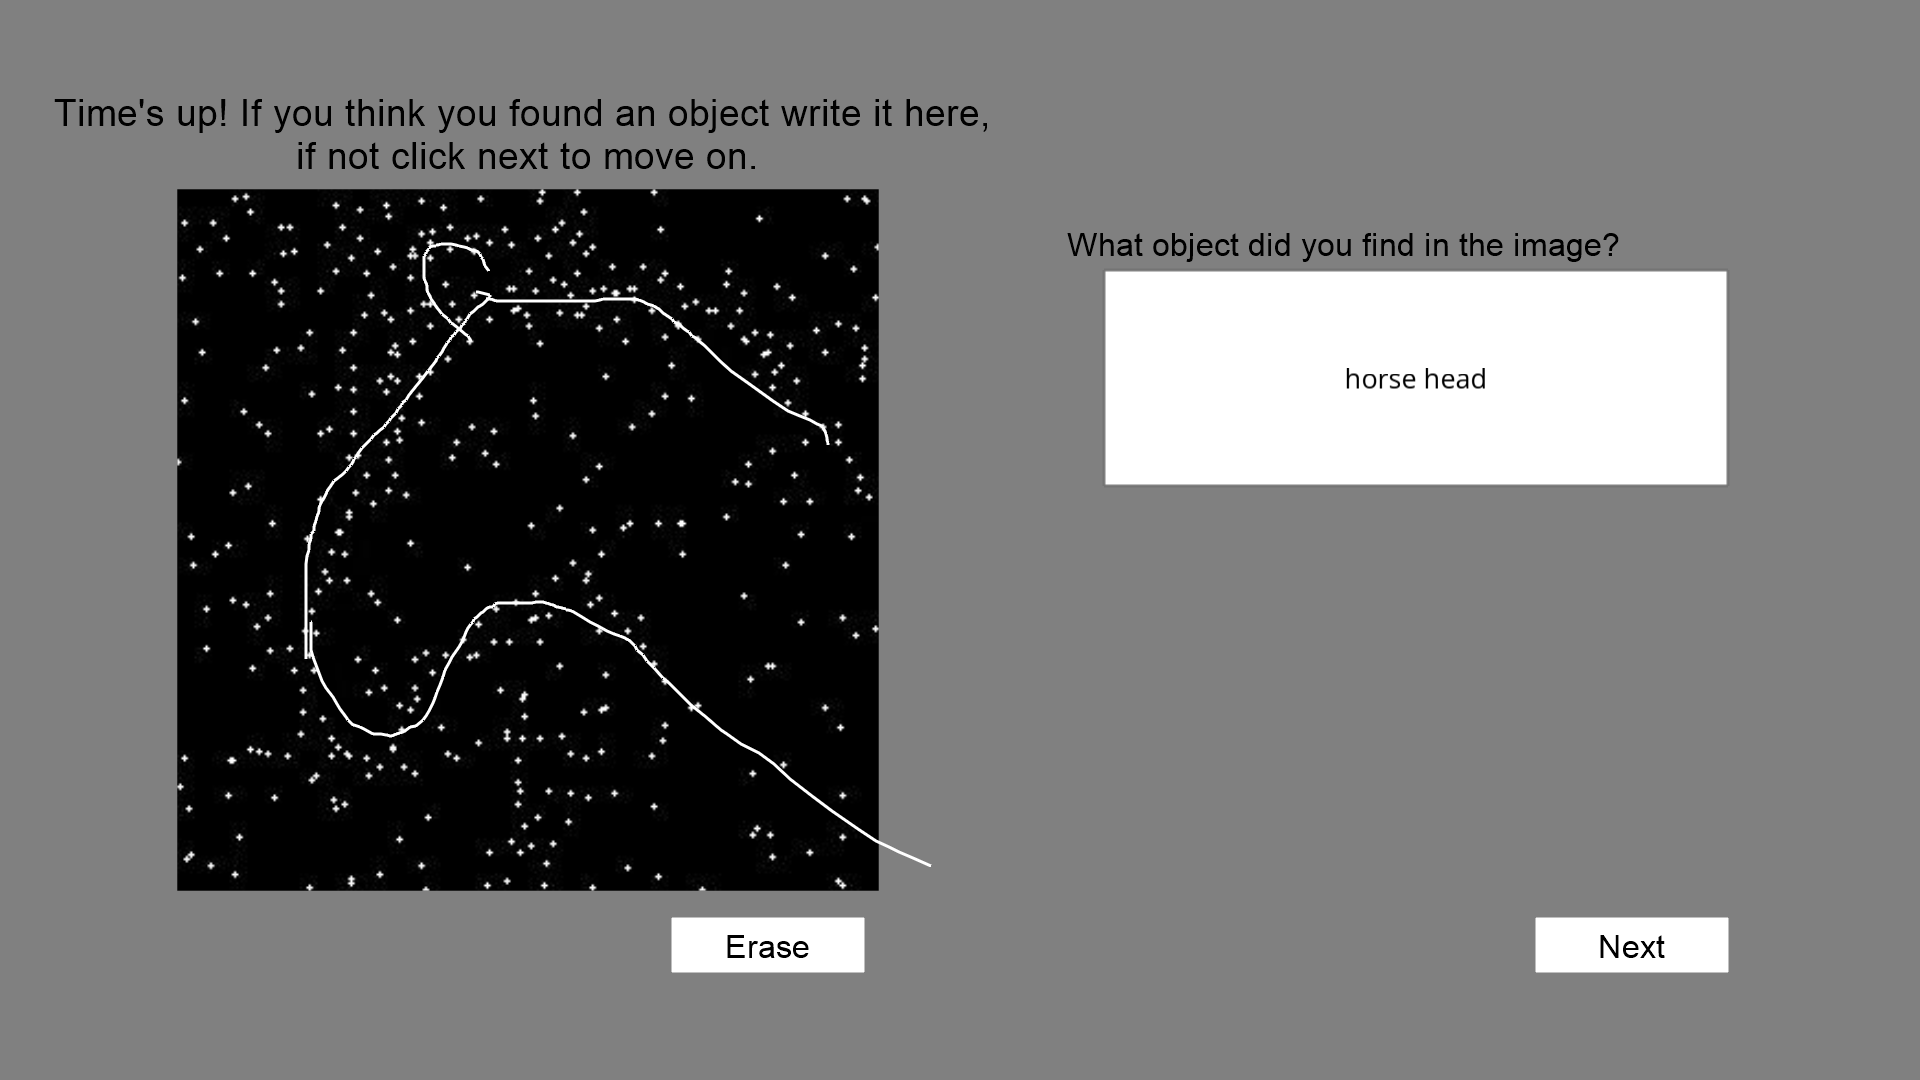 Time's up! If you think you found an object write it here,
if not click next to move on.
What object did you find in the image?
horse head
Erase
Next